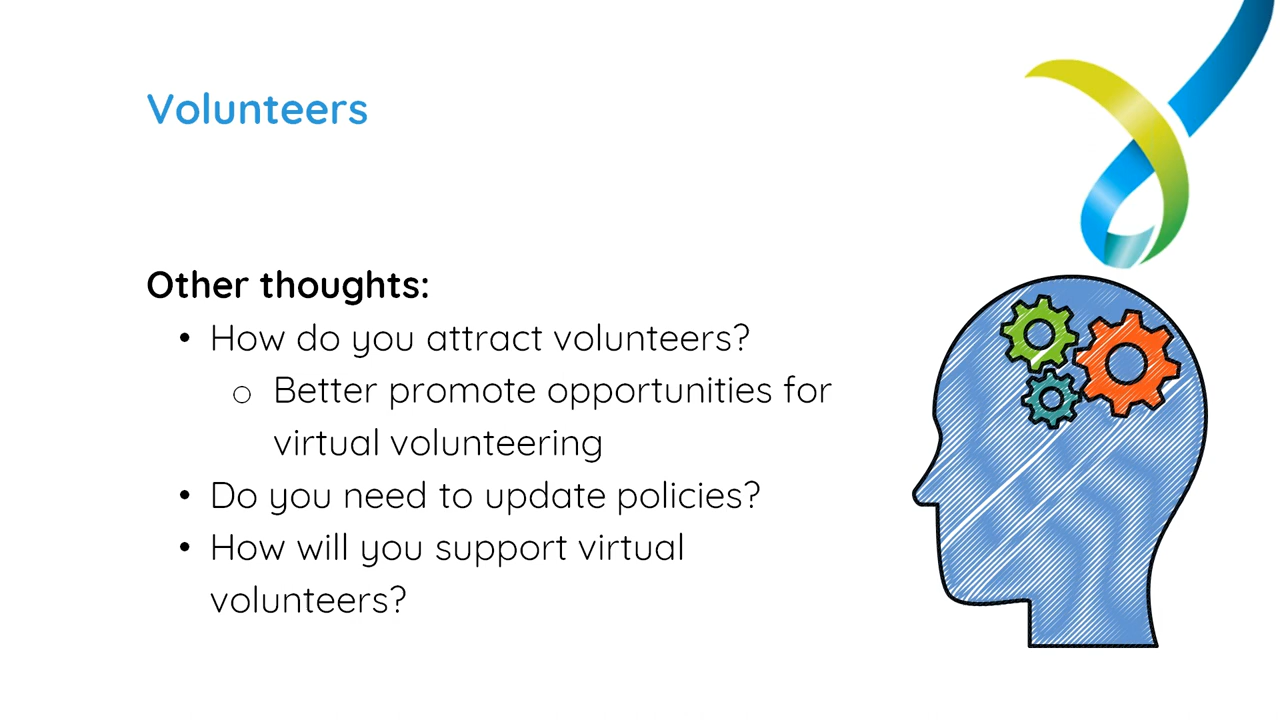 Volunteers
Other thoughts:
• How do you attract volunteers?
o Better promote opportunities for
virtual volunteering
• Do you need to update policies?
• How will you support virtual
volunteers?